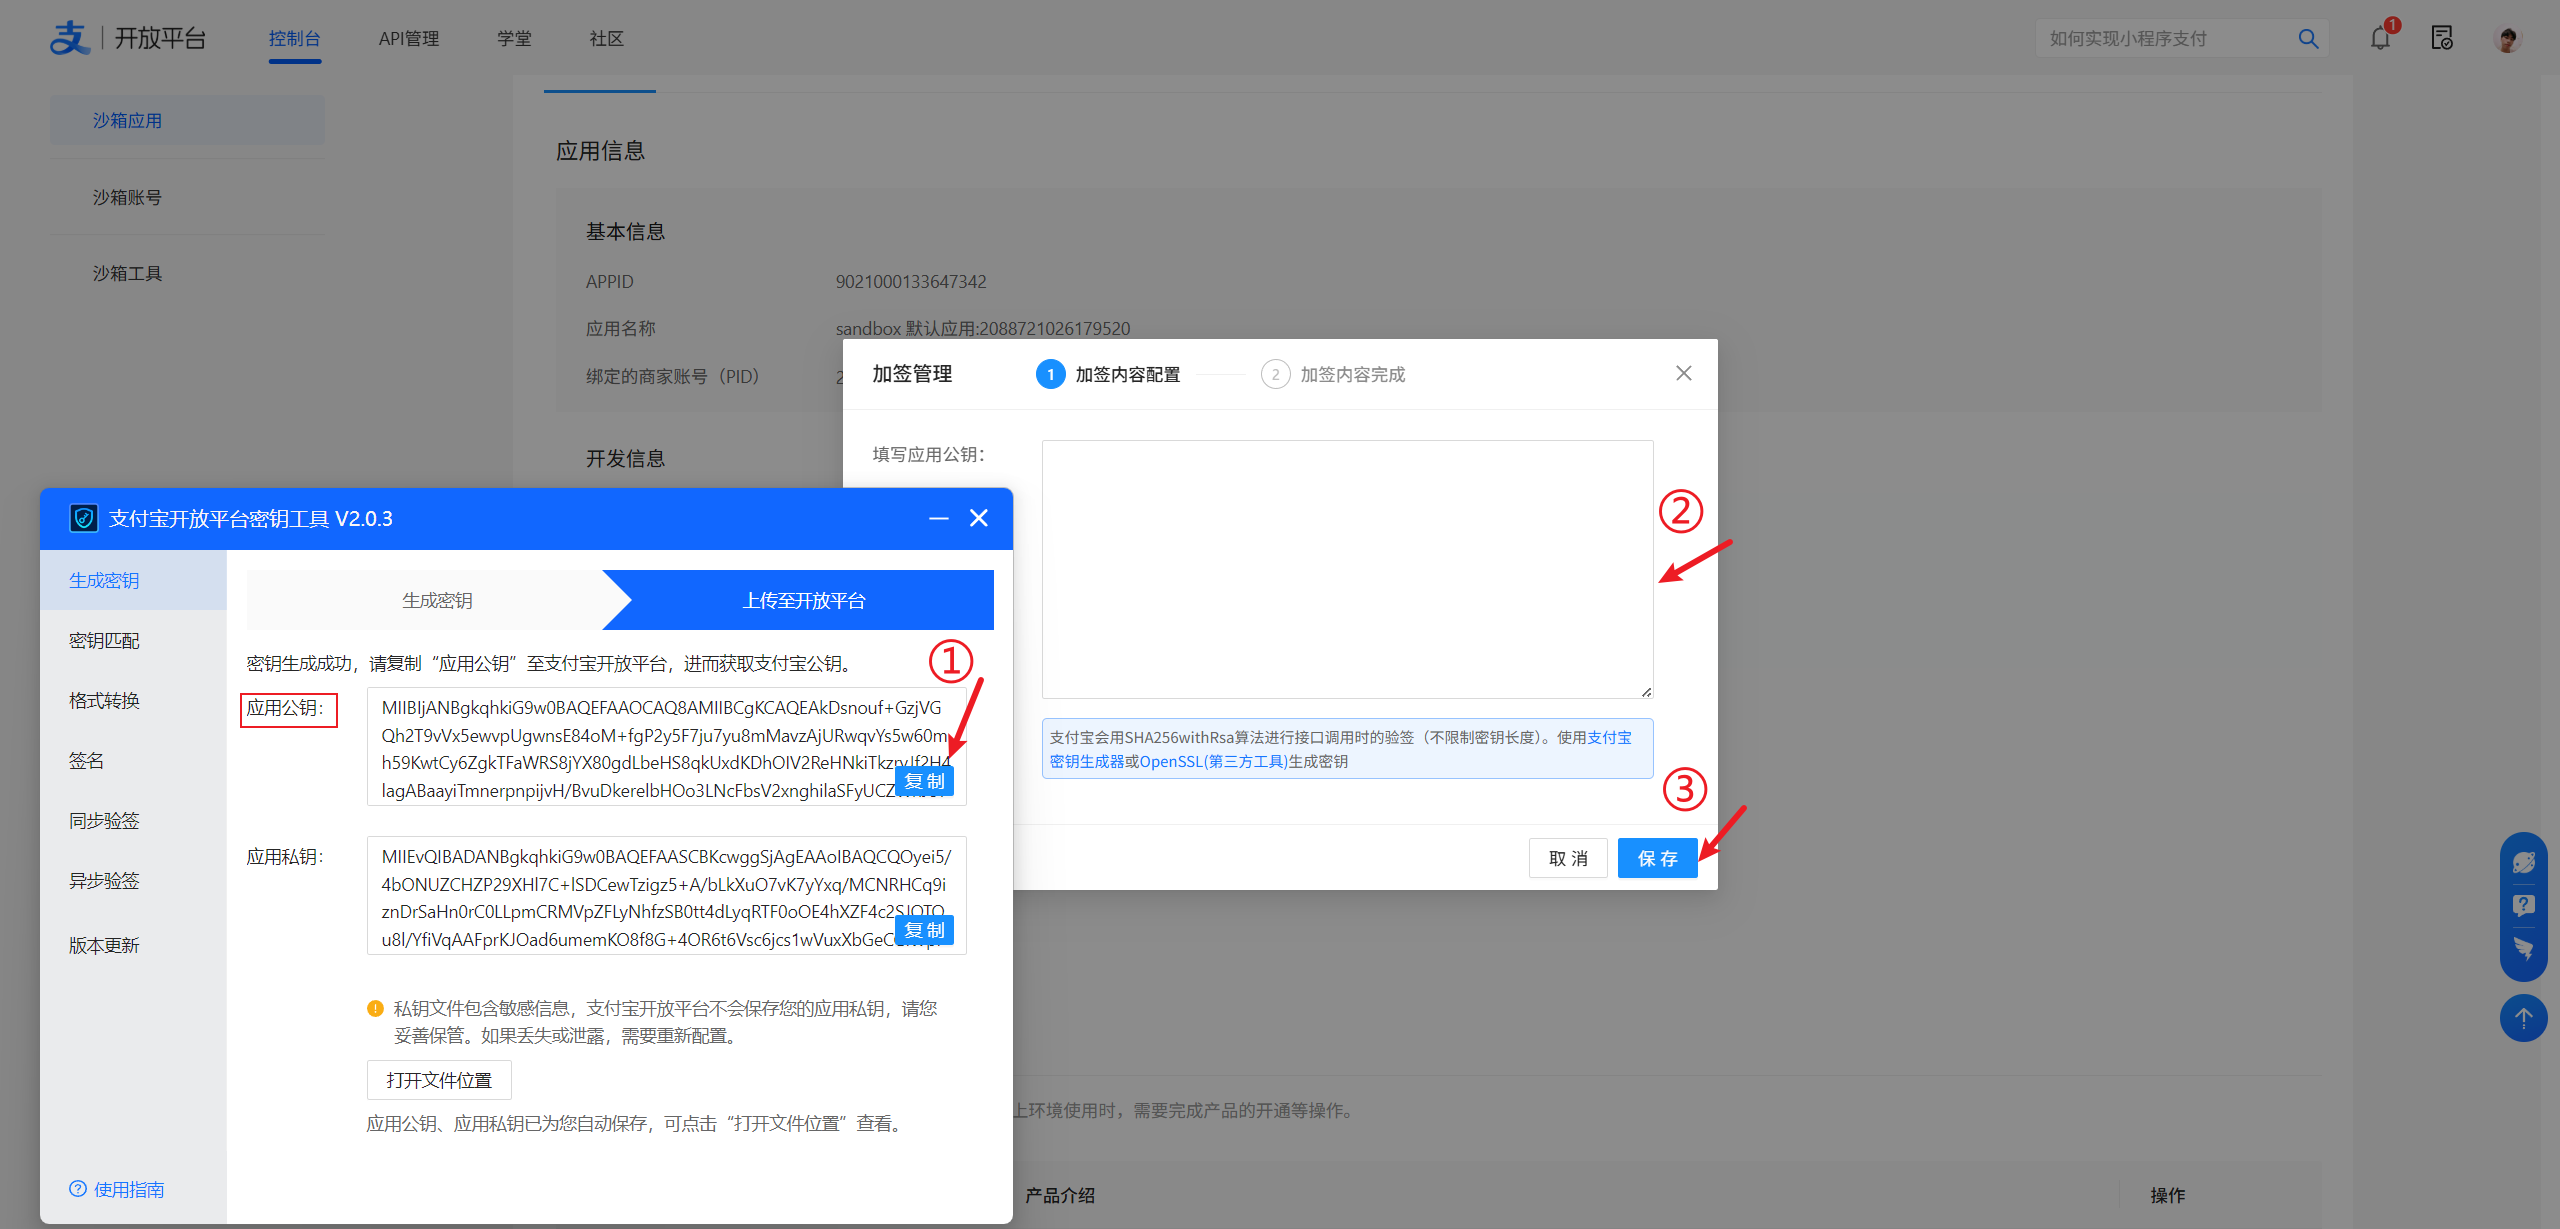 支 开放平台 控制台 API管理 学堂 社区 如何实现小程序支付 1
沙箱应用
沙箱账号
沙箱工具
应用信息
基本信息
APPID 9021000133647342
应用名称 sandbox 默认应用:2088721026179520
绑定的商家账号（PID） 2
开发信息
加签管理 1 加签内容配置 2 加签内容完成
填写应用公钥：
②
支付宝会用SHA256withRsa算法进行接口调用时的验签（不限制密钥长度）。使用支付宝
密钥生成器或OpenSSL(第三方工具)生成密钥
③
取 消 保 存
支付宝开放平台密钥工具 V2.0.3
生成密钥
密钥匹配
格式转换
签名
同步验签
异步验签
版本更新
使用指南
生成密钥 上传至开放平台
密钥生成成功，请复制“应用公钥”至支付宝开放平台，进而获取支付宝公钥。
①
应用公钥：
MIIBIjANBgkqhkiG9w0BAQEFAAOCAQ8AMIIBCgKCAQEAkDsnouf+GzjVG
Qh2T9vVx5ewvpUgwnsE84oM+fgP2y5F7ju7yu8mMavzAjURwqvYs5w60m
h59KwtCy6ZgkTFaWRS8jYX80gdLbeHS8qkUxdKDhOIV2ReHNkiTkzrvJf2H4
lagABaayiTmnerpnpijvH/BvuDkerelbHOo3LNcFbsV2xnghilaSFyUCZ
复 制
应用私钥：
MIIEvQIBADANBgkqhkiG9w0BAQEFAASCBKcwggSjAgEAAoIBAQCQOyei5/
4bONUZCHZP29XHl7C+lSDCewTzigz5+A/bLkXuO7vK7yYxq/MCNRHCq9i
znDrSaHn0rC0LLpmCRMVpZFLyNhfzSB0tt4dLyqRTF0oOE4hXZF4c2SJOTO
u8l/YfiVqAAFprKJOad6umemKO8f8G+4OR6t6Vsc6jcs1wVuxXbGeC
复 制
私钥文件包含敏感信息，支付宝开放平台不会保存您的应用私钥，请您
妥善保管。如果丢失或泄露，需要重新配置。
打开文件位置
应用公钥、应用私钥已为您自动保存，可点击“打开文件位置”查看。
上环境使用时，需要完成产品的开通等操作。
产品介绍 操作